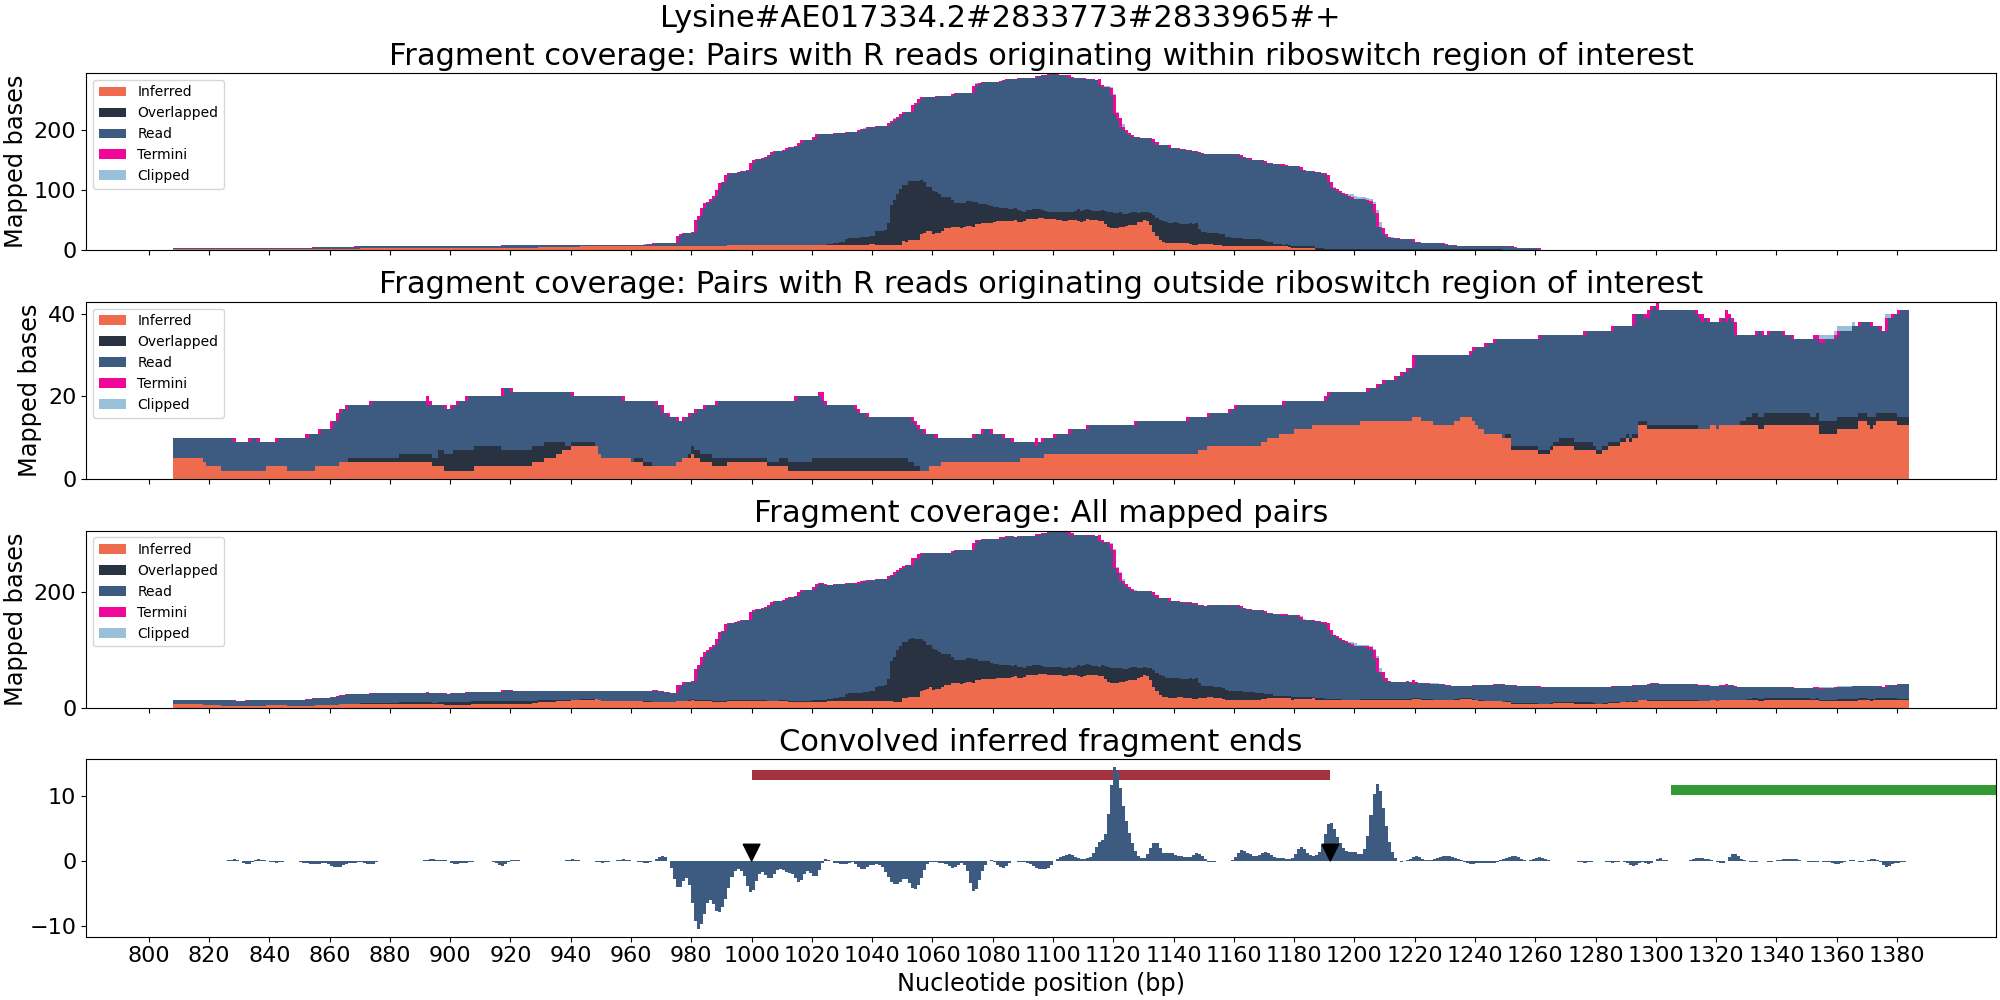 Lysine#AE017334.2#2833773#2833965#+
Fragment coverage: Pairs with R reads originating within riboswitch region of interest
Mapped bases
200
100
0
Inferred
Overlapped
Read
Termini
Clipped
Fragment coverage: Pairs with R reads originating outside riboswitch region of interest
Mapped bases
40
20
0
Inferred
Overlapped
Read
Termini
Clipped
Fragment coverage: All mapped pairs
Mapped bases
200
0
Inferred
Overlapped
Read
Termini
Clipped
Convolved inferred fragment ends
10
0
−10
800 820 840 860 880 900 920 940 960 980 1000 1020 1040 1060 1080 1100 1120 1140 1160 1180 1200 1220 1240 1260 1280 1300 1320 1340 1360 1380
Nucleotide position (bp)